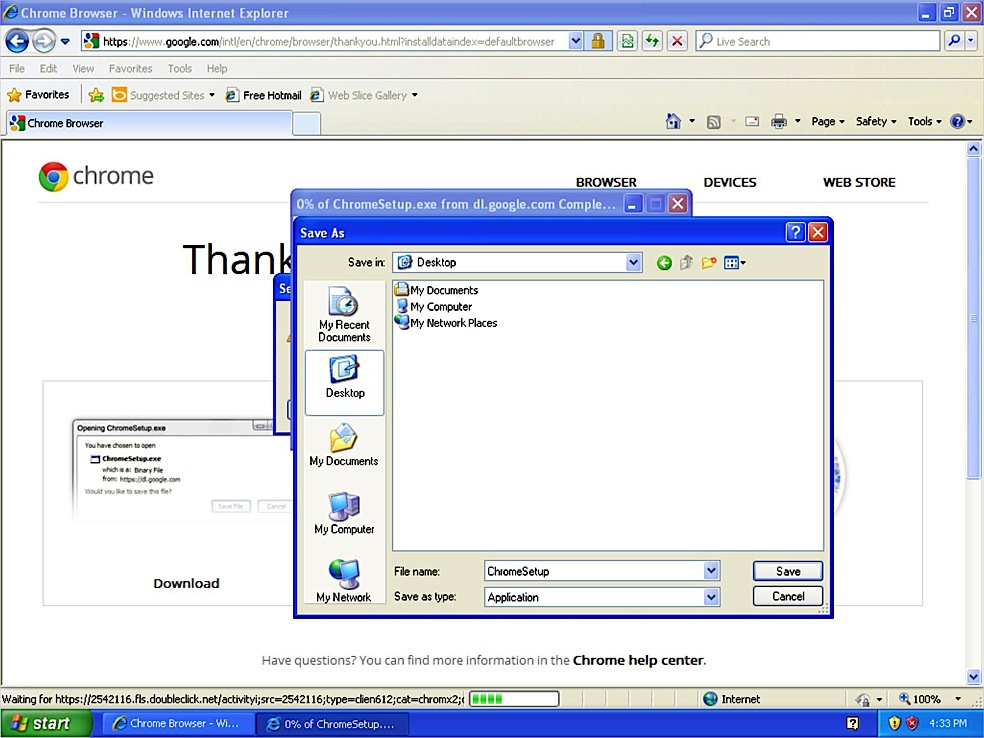 Chrome Browser - Windows Internet Explorer
https://www.google.com/intl/en/chrome/browser/thankyou.html?installdataindex=defaultbrowser
Live Search
File Edit View Favorites Tools Help
Favorites Suggested Sites Free Hotmail Web Slice Gallery
Chrome Browser
Page Safety Tools
chrome
BROWSER DEVICES WEB STORE
0% of ChromeSetup.exe from dl.google.com Comple...
Save As
Thank
Save in: Desktop
Se
My Documents
My Computer
My Network Places
My Recent
Documents
Desktop
My Documents
My Computer
My Network
Opening ChromeSetup.exe
You have chosen to open
ChromeSetup.exe
which is a: Binary File
from: https://dl.google.com
Would you like to save this file?
Save File Cancel
File name: ChromeSetup Save
Save as type: Application Cancel
Download
Have questions? You can find more information in the Chrome help center.
Waiting for https://2542116.fls.doubleclick.net/activityi;src=2542116;type=clien612;cat=chromx2;
Internet 100%
start Chrome Browser - Wi... 0% of ChromeSetup.... 4:33 PM